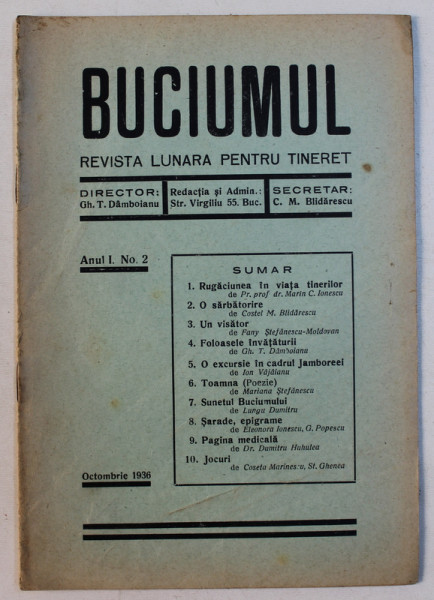 BUCIUMUL
REVISTA LUNARA PENTRU TINERET
DIRECTOR:
Gh. T. Dâmboianu
Redacția și Admin.:
Str. Virgiliu 55. Buc.
SECRETAR:
C. M. Blidărescu
Anul I. No. 2
SUMAR
1. Rugăciunea în viața tinerilor
de Pr. prof dr. Marin C. Ionescu
2. O sărbătorire
de Costel M. Blidărescu
3. Un visător
de Fany Ștefănescu-Moldovan
4. Foloasele învățăturii
de Gh. T. Dâmboianu
5. O excursie în cadrul Jamboreei
de Ion Văjăianu
6. Toamna (Poezie)
de Mariana Ștefănescu
7. Sunetul Buciumului
de Lungu Dumitru
8. Șarade, epigrame
de Eleonora Ionescu, G. Popescu
9. Pagina medicală
de Dr. Dumitru Huhulea
10. Jocuri
de Cozeta Marinescu, St. Ghenea
Octombrie 1936